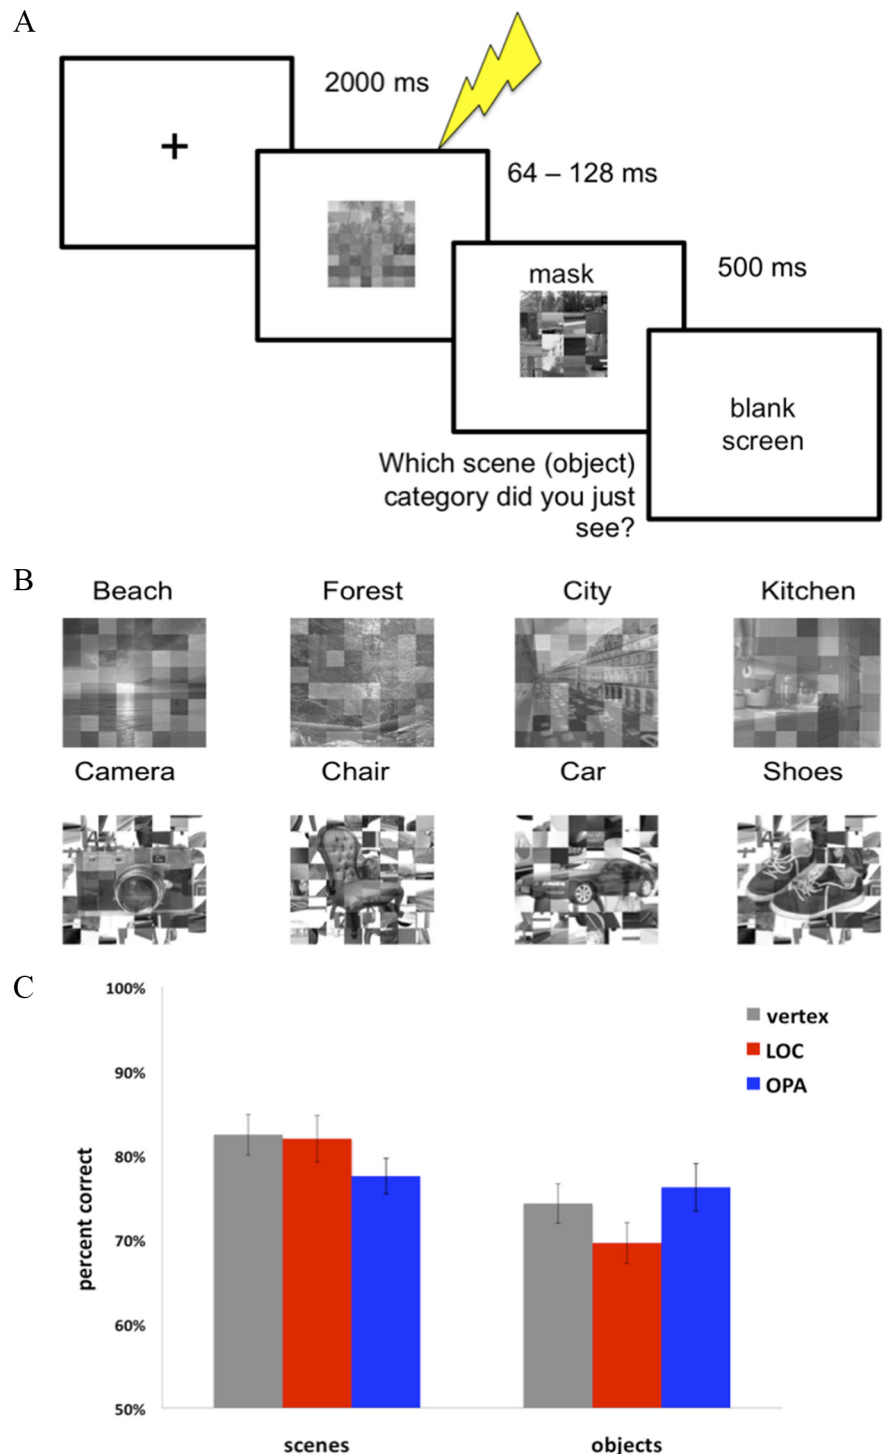 A
+
2000 ms
64 – 128 ms
mask
500 ms
blank
screen
Which scene (object)
category did you just
see?
B
Beach Forest City Kitchen
Camera Chair Car Shoes
C
100%
90%
80%
70%
60%
50%
percent correct
vertex
LOC
OPA
scenes objects